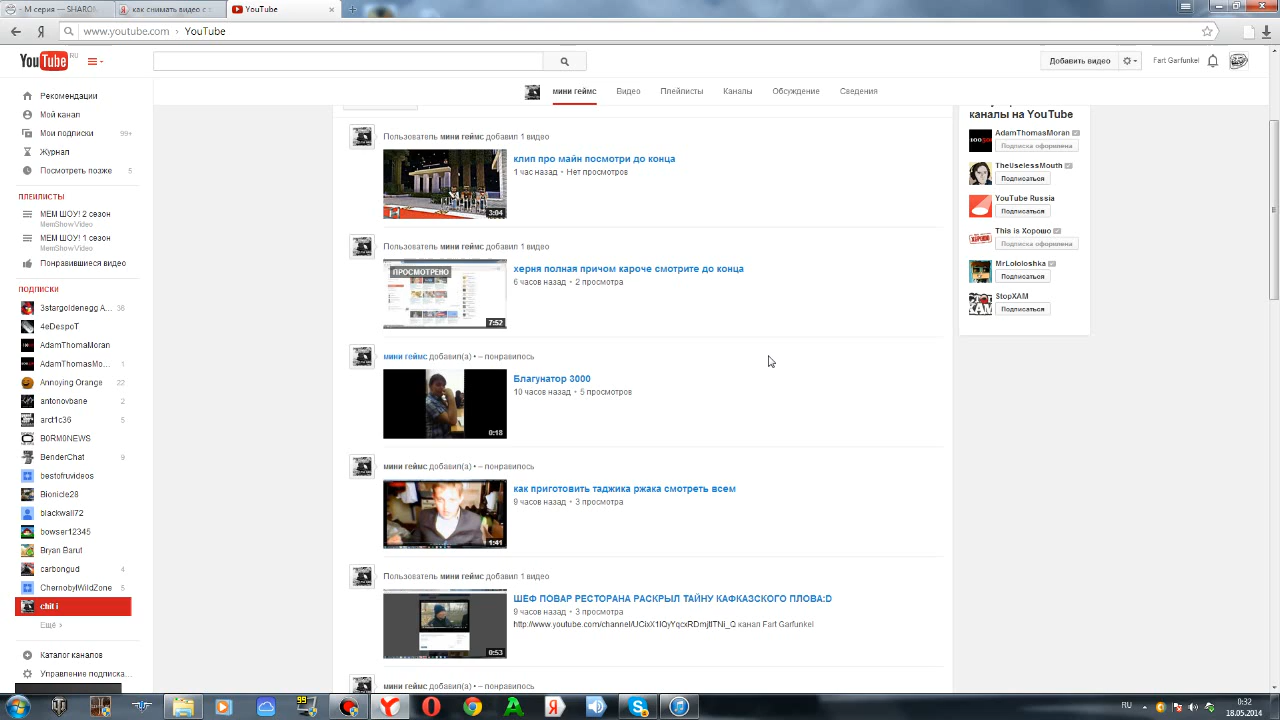 - М серия — SHARON
как снимать видео с э
YouTube
www.youtube.com › YouTube
YouTube RU
Добавить видео
Fart Garfunkel
мини геймс
Видео
Плейлисты
Каналы
Обсуждение
Сведения
Рекомендации
Мой канал
Мои подписки 99+
Журнал
Посмотреть позже 5
ПЛЕЙЛИСТЫ
МЕМ ШОУ! 2 сезон
MemShowVideo
МЕМ ШОУ! 1 сезон
MemShowVideo
Понравившиеся видео
ПОДПИСКИ
3stargoldenagg A... 36
4eDespoT
AdamThomasMoran
AdamThomasMo... 1
Annoying Orange 22
antonovbane 2
arct1c36 5
B0RM0NEWS
BenderChat 9
bestofruvideos
Bionicle28
blackwall72
bowser12345
Bryan Barut
carbongud 4
ChernobylWildZone 5
chit i
Ещё ›
Каталог каналов
Управление подписка...
Пользователь мини геймс добавил 1 видео
клип про майн посмотри до конца
1 час назад • Нет просмотров
3:04
Пользователь мини геймс добавил 1 видео
ПРОСМОТРЕНО
херня полная причом кароче смотрите до конца
6 часов назад • 2 просмотра
7:52
мини геймс добавил(а) • – понравилось
Благунатор 3000
10 часов назад • 5 просмотров
0:18
мини геймс добавил(а) • – понравилось
как приготовить таджика ржака смотреть всем
9 часов назад • 3 просмотра
1:41
Пользователь мини геймс добавил 1 видео
ШЕФ ПОВАР РЕСТОРАНА РАСКРЫЛ ТАЙНУ КАФКАЗСКОГО ПЛОВА:D
9 часов назад • 3 просмотра
канал Fart Garfunkel
0:53
мини геймс добавил(а) • – понравилось
каналы на YouTube
AdamThomasMoran
Подписка оформлена
TheUselessMouth
Подписаться
YouTube Russia
Подписаться
This is Хорошо
Подписка оформлена
MrLololoshka
Подписаться
StopXAM
Подписаться
RU
0:32
18.05.2014